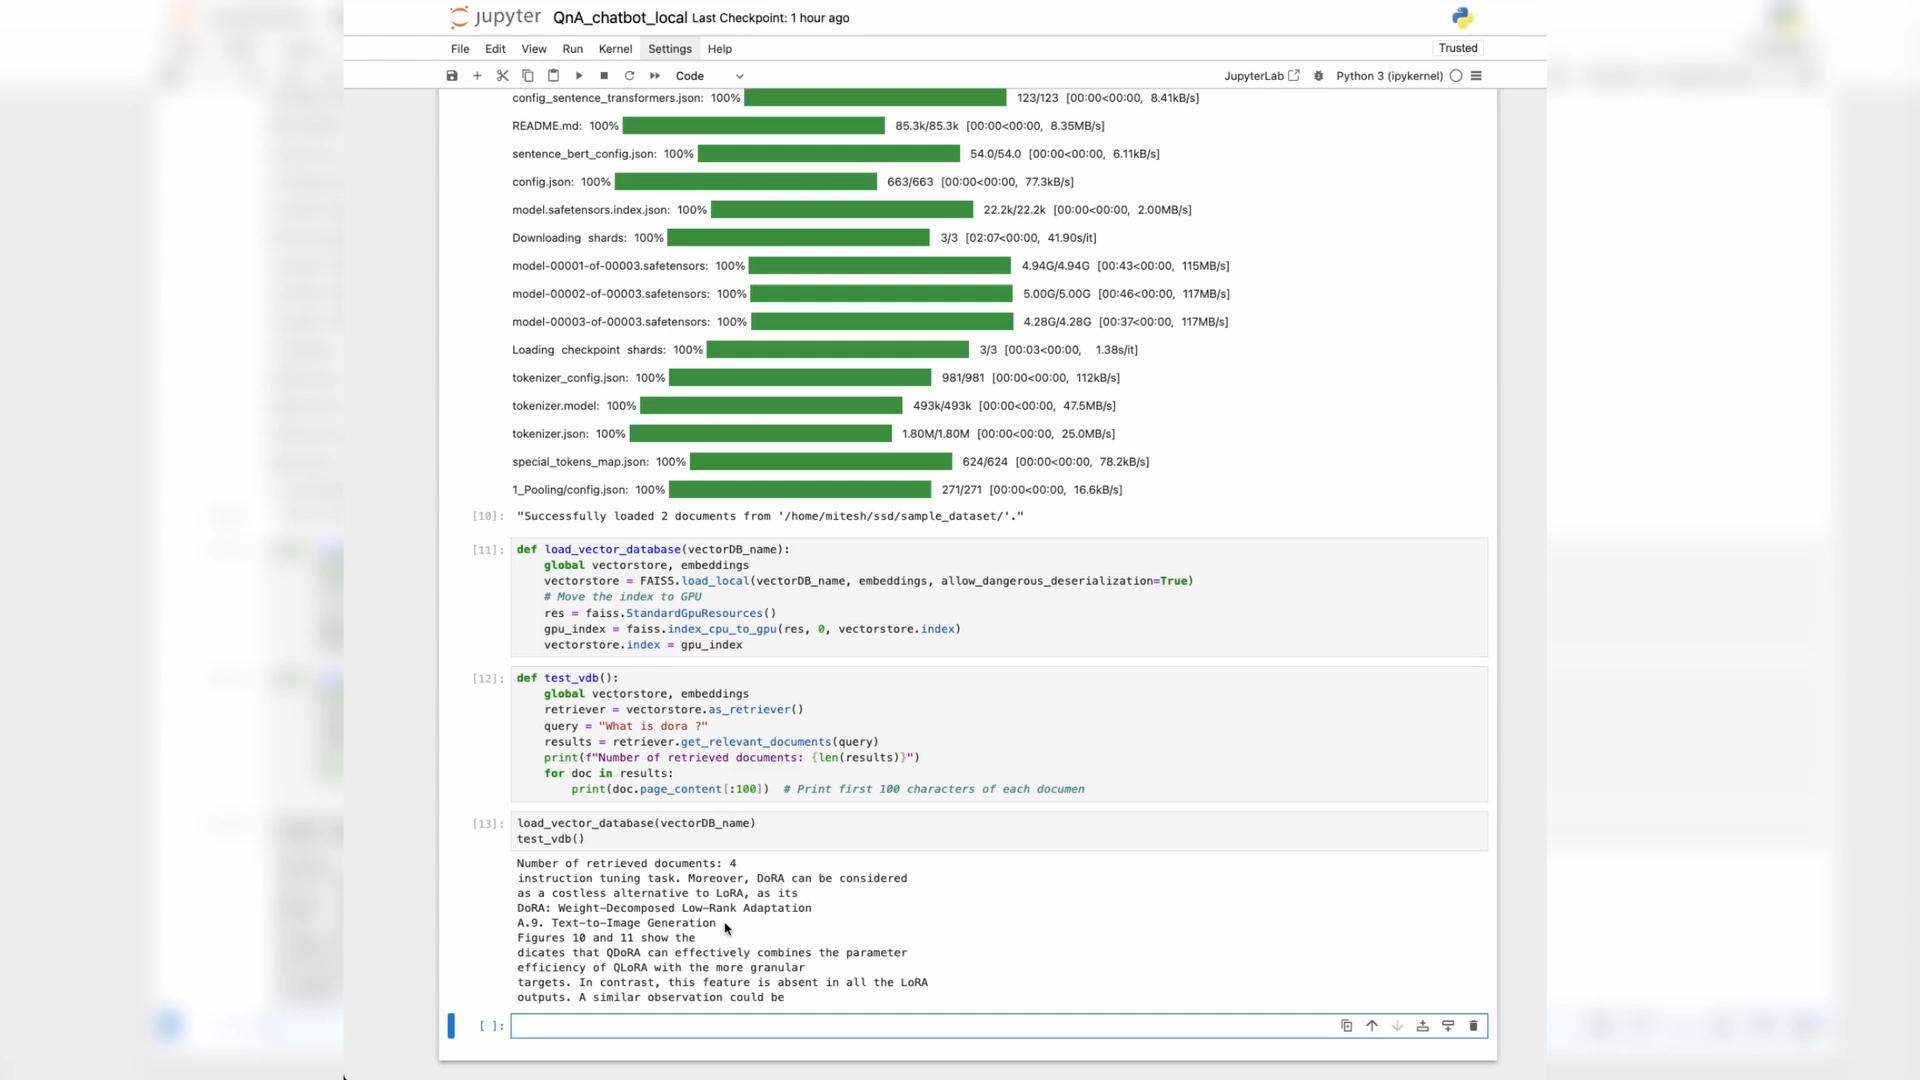 jupyter QnA_chatbot_local Last Checkpoint: 1 hour ago
File Edit View Run Kernel Settings Help Trusted
Code JupyterLab Python 3 (ipykernel)
config_sentence_transformers.json: 100% 123/123 [00:00<00:00, 8.41kB/s]
README.md: 100% 85.3k/85.3k [00:00<00:00, 8.35MB/s]
sentence_bert_config.json: 100% 54.0/54.0 [00:00<00:00, 6.11kB/s]
config.json: 100% 663/663 [00:00<00:00, 77.3kB/s]
model.safetensors.index.json: 100% 22.2k/22.2k [00:00<00:00, 2.00MB/s]
Downloading shards: 100% 3/3 [02:07<00:00, 41.90s/it]
model-00001-of-00003.safetensors: 100% 4.94G/4.94G [00:43<00:00, 115MB/s]
model-00002-of-00003.safetensors: 100% 5.00G/5.00G [00:46<00:00, 117MB/s]
model-00003-of-00003.safetensors: 100% 4.28G/4.28G [00:37<00:00, 117MB/s]
Loading checkpoint shards: 100% 3/3 [00:03<00:00, 1.38s/it]
tokenizer_config.json: 100% 981/981 [00:00<00:00, 112kB/s]
tokenizer.model: 100% 493k/493k [00:00<00:00, 47.5MB/s]
tokenizer.json: 100% 1.80M/1.80M [00:00<00:00, 25.0MB/s]
special_tokens_map.json: 100% 624/624 [00:00<00:00, 78.2kB/s]
1_Pooling/config.json: 100% 271/271 [00:00<00:00, 16.6kB/s]
[10]: "Successfully loaded 2 documents from '/home/mitesh/ssd/sample_dataset/'."
[11]: def load_vector_database(vectorDB_name):
global vectorstore, embeddings
vectorstore = FAISS.load_local(vectorDB_name, embeddings, allow_dangerous_deserialization=True)
# Move the index to GPU
res = faiss.StandardGpuResources()
gpu_index = faiss.index_cpu_to_gpu(res, 0, vectorstore.index)
vectorstore.index = gpu_index
[12]: def test_vdb():
global vectorstore, embeddings
retriever = vectorstore.as_retriever()
query = "What is dora ?"
results = retriever.get_relevant_documents(query)
print(f"Number of retrieved documents: {len(results)}")
for doc in results:
print(doc.page_content[:100]) # Print first 100 characters of each documen
[13]: load_vector_database(vectorDB_name)
test_vdb()
Number of retrieved documents: 4
instruction tuning task. Moreover, DoRA can be considered
as a costless alternative to LoRA, as its
DoRA: Weight-Decomposed Low-Rank Adaptation
A.9. Text-to-Image Generation
Figures 10 and 11 show the
dicates that QDoRA can effectively combines the parameter
efficiency of QLoRA with the more granular
targets. In contrast, this feature is absent in all the LoRA
outputs. A similar observation could be
[ ]: